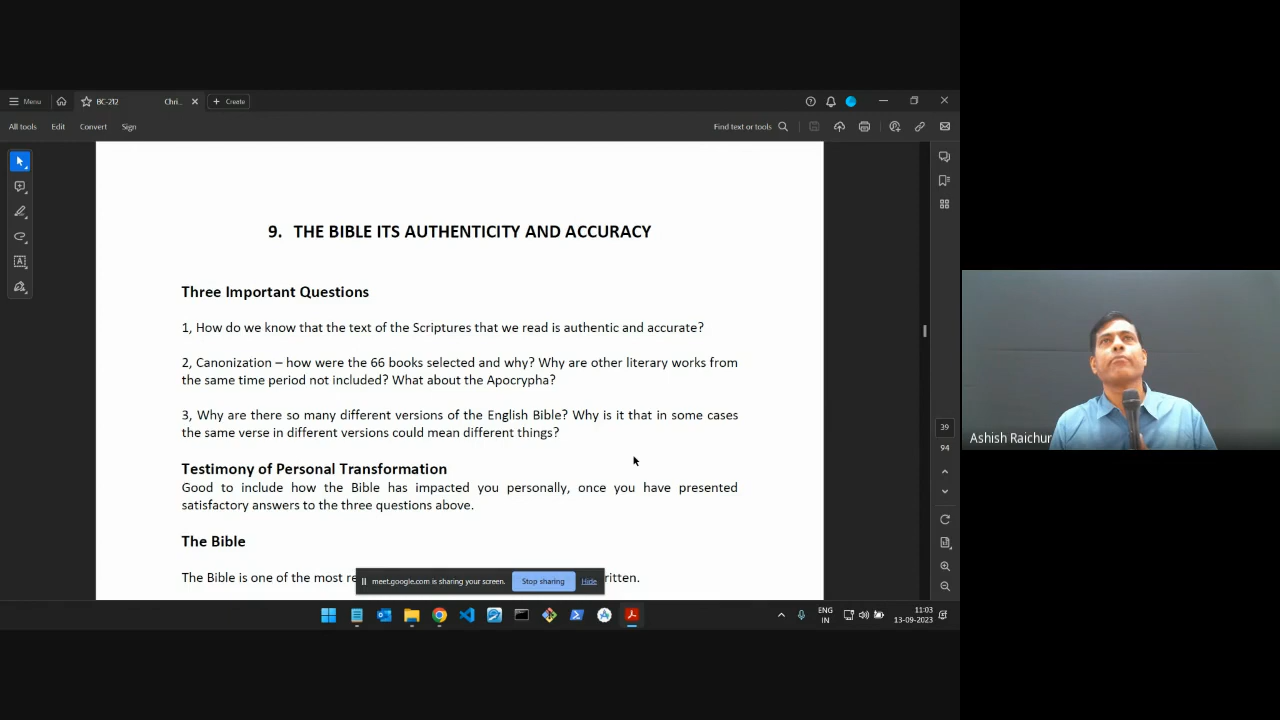 Menu
BC-212
Chri...
Create
All tools
Edit
Convert
Sign
Find text or tools
9. THE BIBLE ITS AUTHENTICITY AND ACCURACY
Three Important Questions
1, How do we know that the text of the Scriptures that we read is authentic and accurate?
2, Canonization – how were the 66 books selected and why? Why are other literary works from
the same time period not included? What about the Apocrypha?
3, Why are there so many different versions of the English Bible? Why is it that in some cases
the same verse in different versions could mean different things?
Testimony of Personal Transformation
Good to include how the Bible has impacted you personally, once you have presented
satisfactory answers to the three questions above.
The Bible
The Bible is one of the most
ritten.
meet.google.com is sharing your screen.
Stop sharing
Hide
39
94
Ashish Raichur
ENG
IN
11:03
13-09-2023